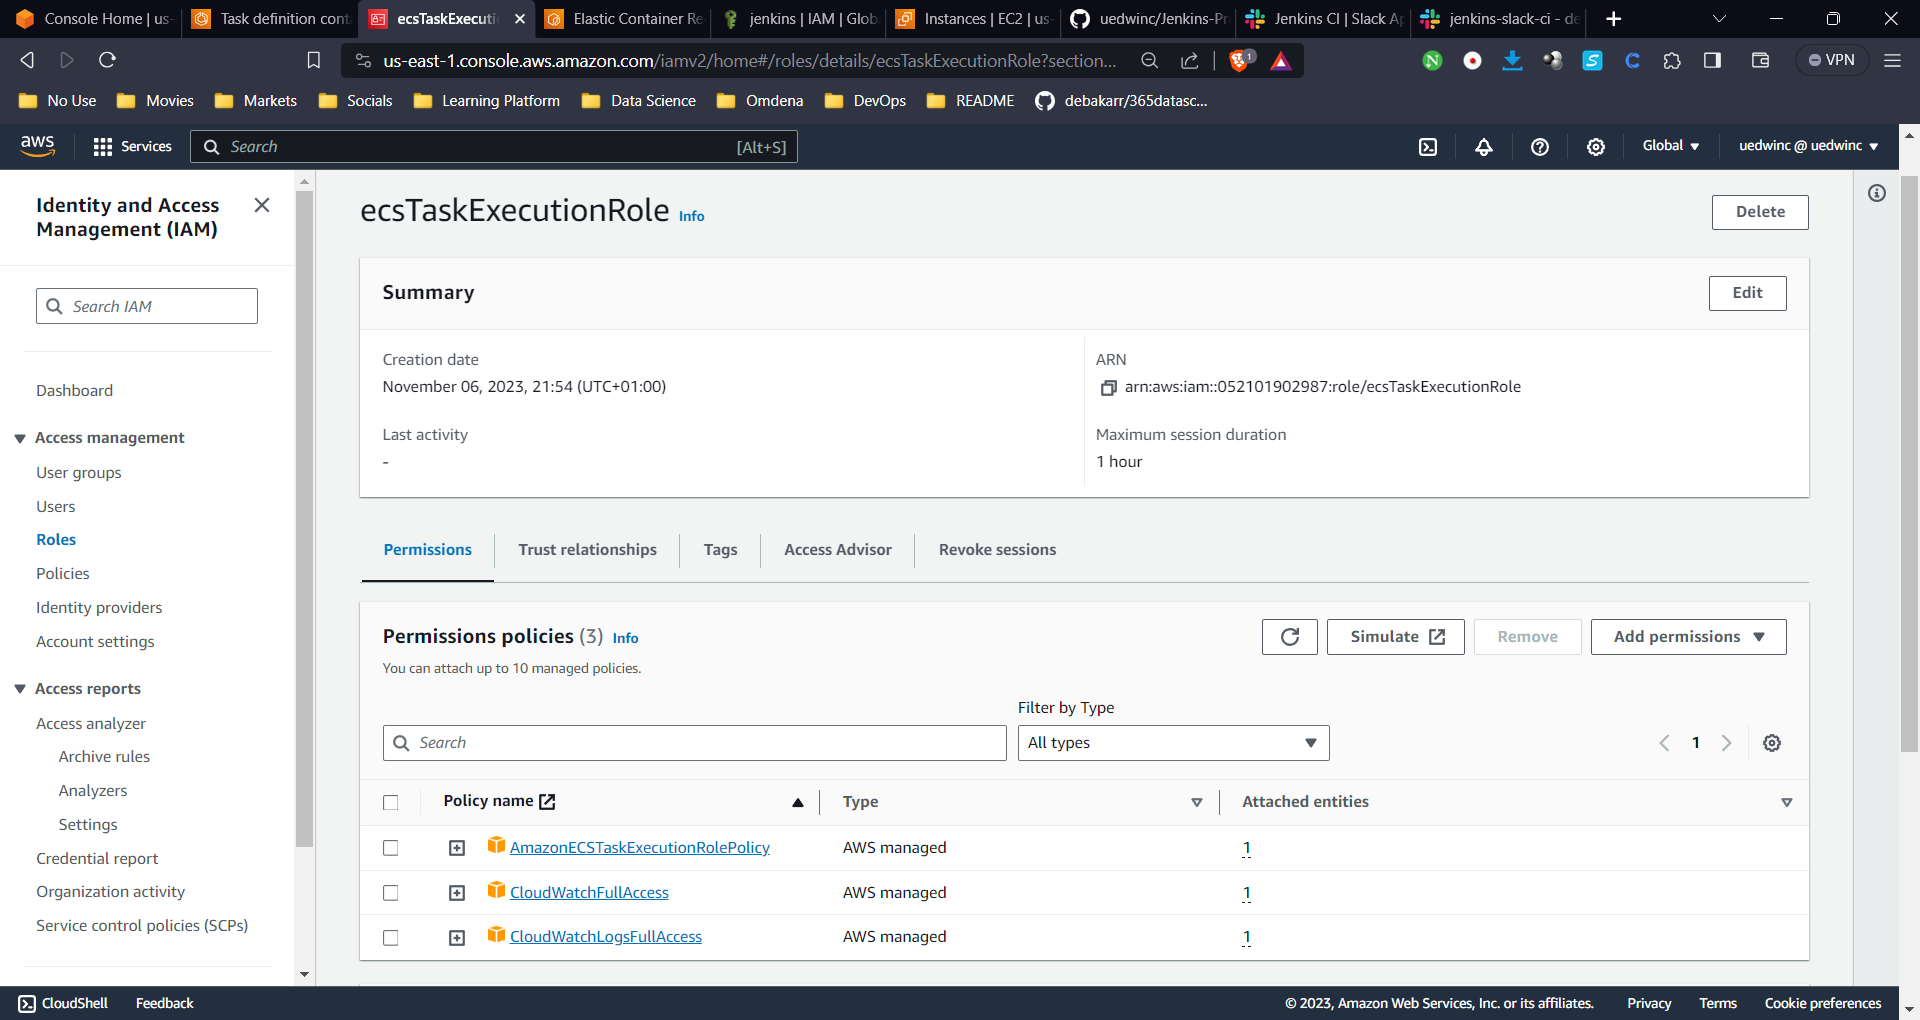 Console Home | us-
Task definition cont
ecsTaskExecuti
Elastic Container Re
jenkins | IAM | Glob
Instances | EC2 | us-
uedwinc/Jenkins-Pr
Jenkins CI | Slack Ap
jenkins-slack-ci - de
us-east-1.console.aws.amazon.com/iamv2/home#/roles/details/ecsTaskExecutionRole?section...
1
VPN
No Use
Movies
Markets
Socials
Learning Platform
Data Science
Omdena
DevOps
README
debakarr/365datasc...
aws
Services
Search
[Alt+S]
Global
uedwinc @ uedwinc
Identity and Access
Management (IAM)
Search IAM
Dashboard
Access management
User groups
Users
Roles
Policies
Identity providers
Account settings
Access reports
Access analyzer
Archive rules
Analyzers
Settings
Credential report
Organization activity
Service control policies (SCPs)
ecsTaskExecutionRole Info
Delete
Summary
Edit
Creation date
November 06, 2023, 21:54 (UTC+01:00)
ARN
arn:aws:iam::052101902987:role/ecsTaskExecutionRole
Last activity
-
Maximum session duration
1 hour
Permissions
Trust relationships
Tags
Access Advisor
Revoke sessions
Permissions policies (3) Info
You can attach up to 10 managed policies.
Simulate
Remove
Add permissions
Filter by Type
Search
All types
1
Policy name
Type
Attached entities
AmazonECSTaskExecutionRolePolicy
AWS managed
1
CloudWatchFullAccess
AWS managed
1
CloudWatchLogsFullAccess
AWS managed
1
CloudShell
Feedback
© 2023, Amazon Web Services, Inc. or its affiliates.
Privacy
Terms
Cookie preferences